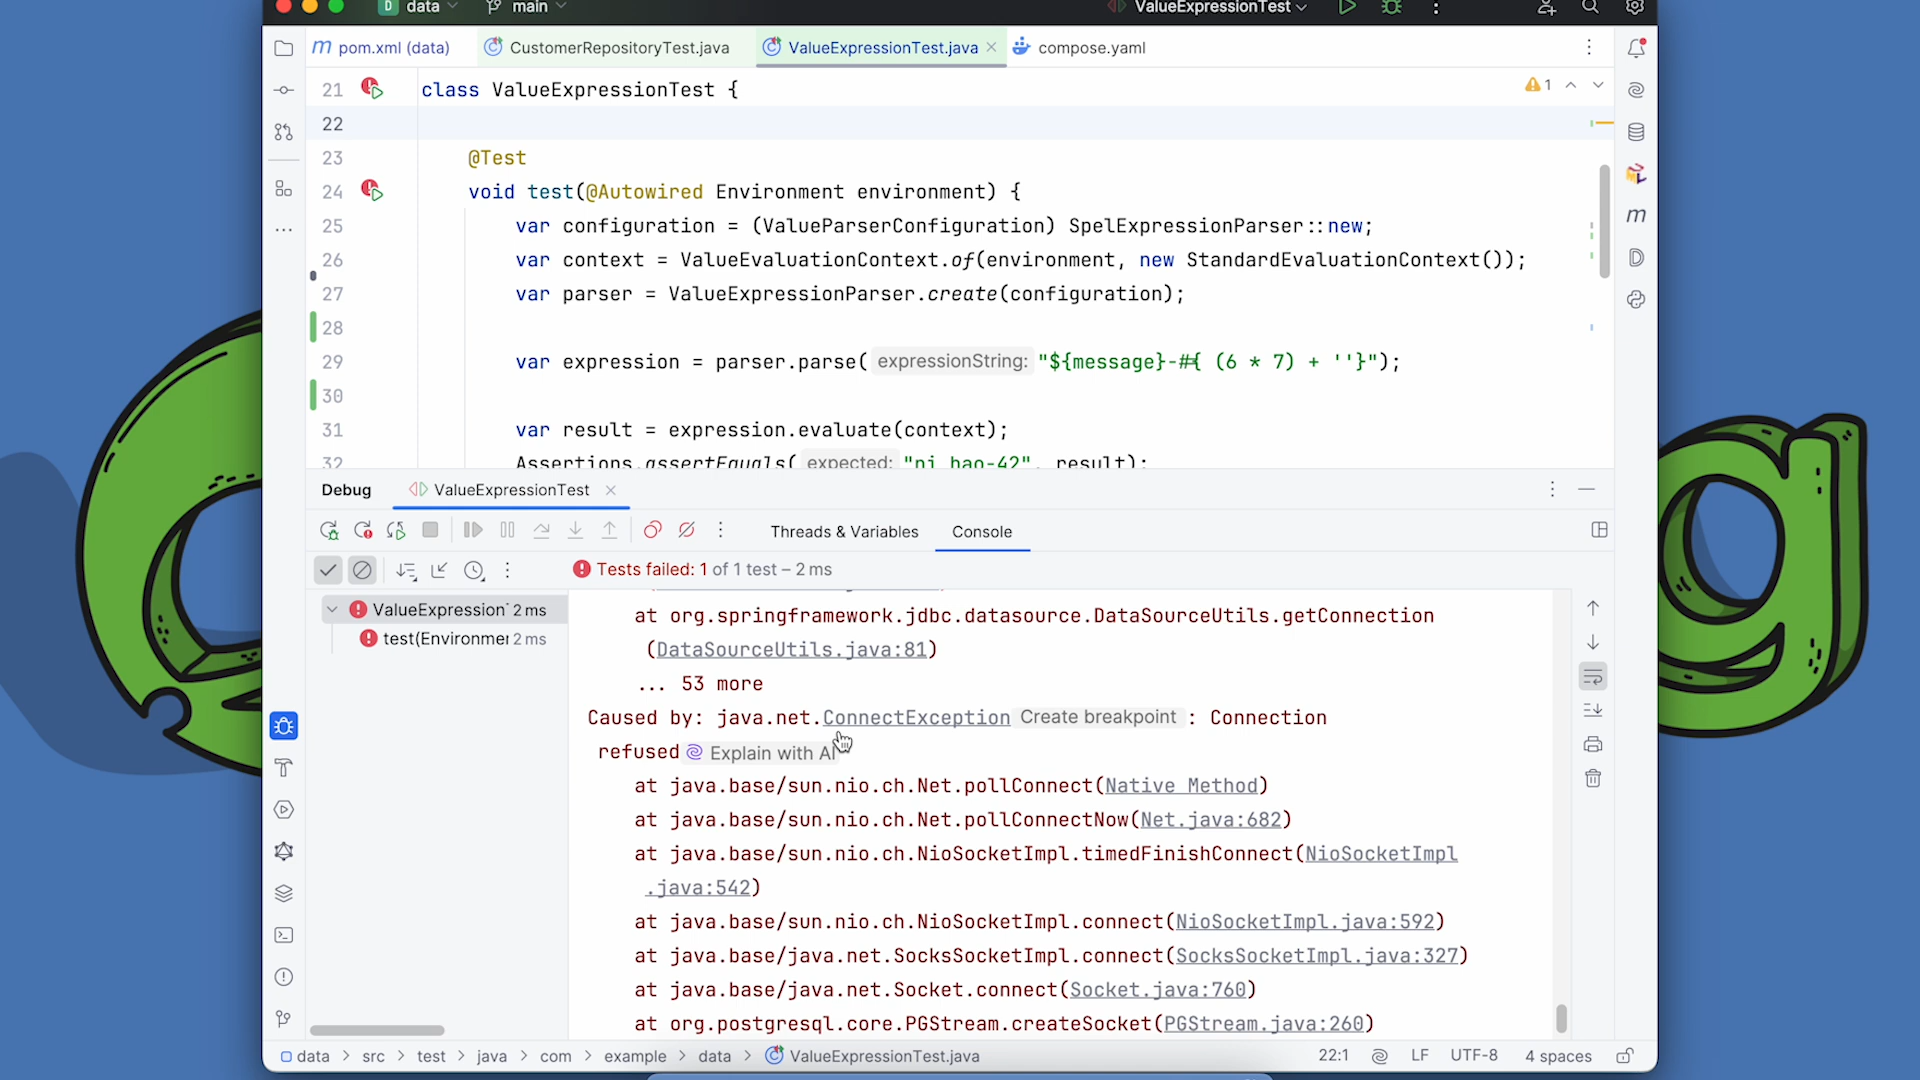 D data main ValueExpressionTest
m pom.xml (data) CustomerRepositoryTest.java ValueExpressionTest.java compose.yaml
21 class ValueExpressionTest { 1
22
23 @Test
24 void test(@Autowired Environment environment) {
25 var configuration = (ValueParserConfiguration) SpelExpressionParser::new;
26 var context = ValueEvaluationContext.of(environment, new StandardEvaluationContext());
27 var parser = ValueExpressionParser.create(configuration);
28
29 var expression = parser.parse( expressionString: "${message}-#{ (6 * 7) + ''}");
30
31 var result = expression.evaluate(context);
32 Assertions.assertEquals( expected: "ni hao-42", result);
Debug ValueExpressionTest
Threads & Variables Console
Tests failed: 1 of 1 test – 2 ms
ValueExpression 2 ms
test(Environmer 2 ms
at org.springframework.jdbc.datasource.DataSourceUtils.getConnection
(DataSourceUtils.java:81)
... 53 more
Caused by: java.net.ConnectException Create breakpoint : Connection
refused Explain with AI
at java.base/sun.nio.ch.Net.pollConnect(Native Method)
at java.base/sun.nio.ch.Net.pollConnectNow(Net.java:682)
at java.base/sun.nio.ch.NioSocketImpl.timedFinishConnect(NioSocketImpl
.java:542)
at java.base/sun.nio.ch.NioSocketImpl.connect(NioSocketImpl.java:592)
at java.base/java.net.SocksSocketImpl.connect(SocksSocketImpl.java:327)
at java.base/java.net.Socket.connect(Socket.java:760)
at org.postgresql.core.PGStream.createSocket(PGStream.java:260)
data > src > test > java > com > example > data > ValueExpressionTest.java 22:1 LF UTF-8 4 spaces